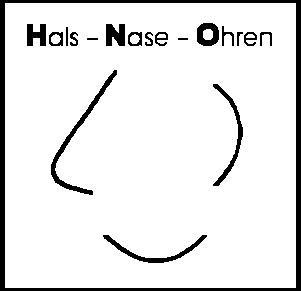 Hals – Nase – Ohren